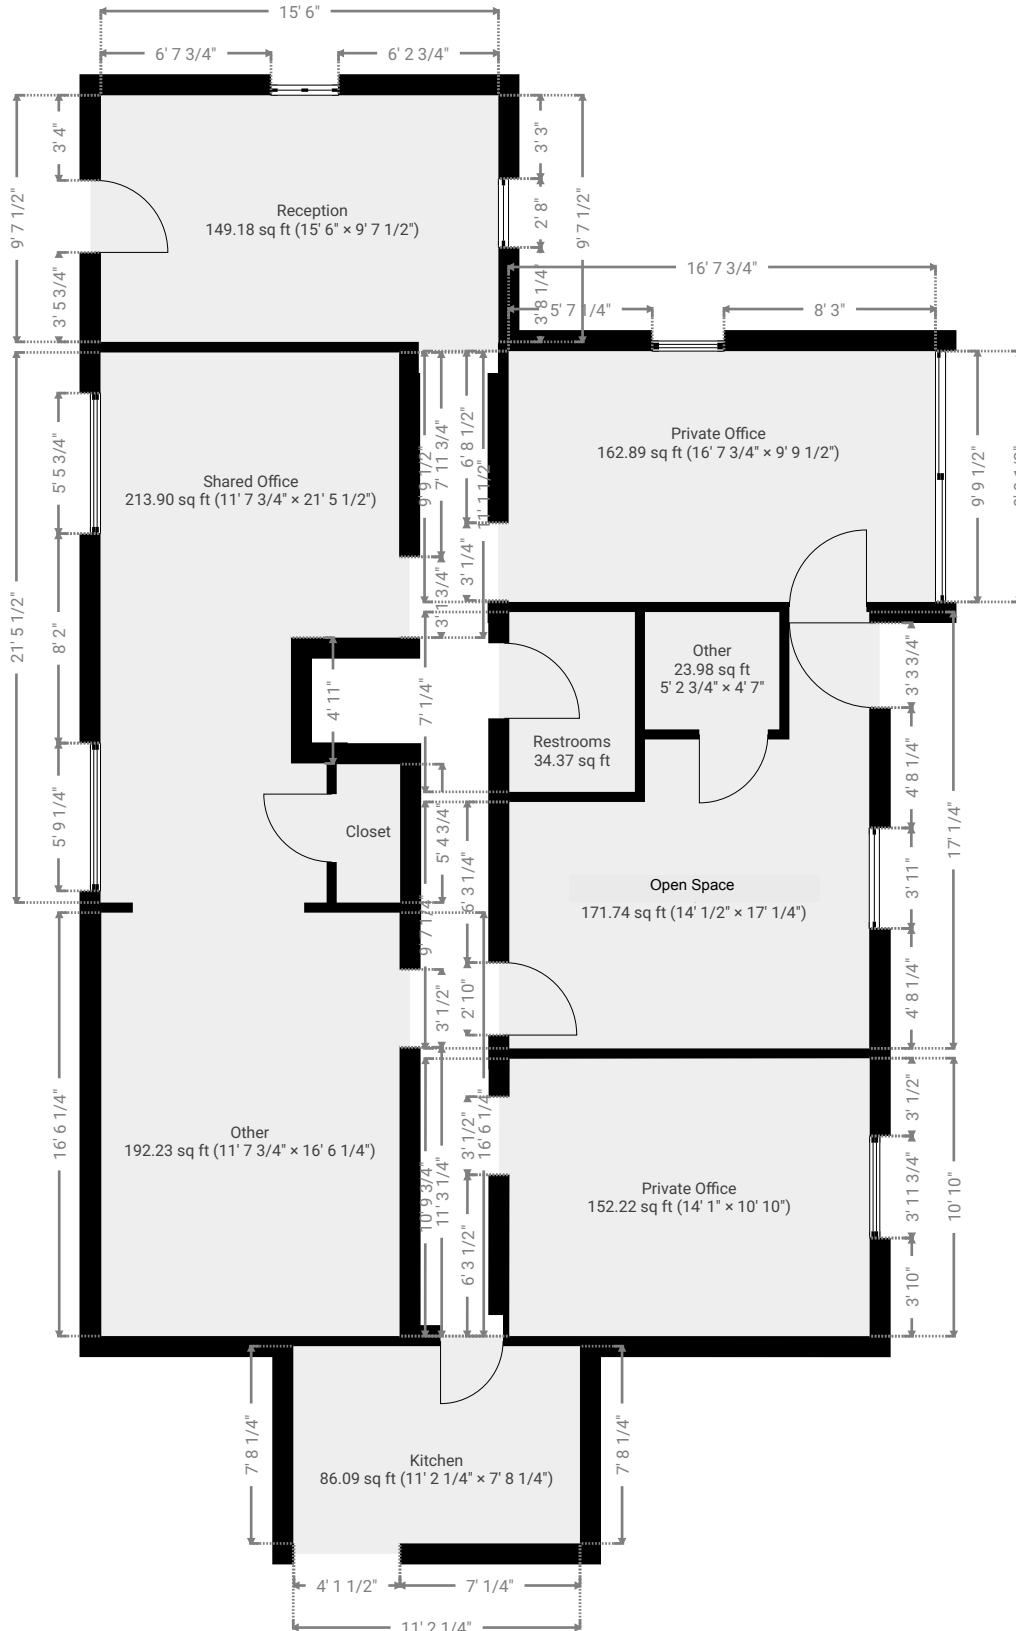 15' 6"
6' 7 3/4"
6' 2 3/4"
3' 4"
3' 3"
9' 7 1/2"
Reception
149.18 sq ft (15' 6" × 9' 7 1/2")
2' 8"
9' 7 1/2"
3' 5 3/4"
3' 8 1/4"
16' 7 3/4"
5' 7 1/4"
8' 3"
5' 5 3/4"
Shared Office
213.90 sq ft (11' 7 3/4" × 21' 5 1/2")
9' 9 1/2"
7' 11 3/4"
6' 8 1/2"
11' 1 1/2"
Private Office
162.89 sq ft (16' 7 3/4" × 9' 9 1/2")
9' 9 1/2"
3' 1 3/4"
3' 1/4"
21' 5 1/2"
8' 2"
4' 11"
7' 1/4"
Other
23.98 sq ft
5' 2 3/4" × 4' 7"
3' 3 3/4"
Restrooms
34.37 sq ft
4' 8 1/4"
17' 1/4"
5' 9 1/4"
Closet
5' 4 3/4"
6' 3 1/4"
9' 7 1/4"
Open Space
171.74 sq ft (14' 1/2" × 17' 1/4")
3' 11"
3' 1/2"
2' 10"
4' 8 1/4"
16' 6 1/4"
Other
192.23 sq ft (11' 7 3/4" × 16' 6 1/4")
10' 9 3/4"
11' 3 1/4"
3' 1/2"
16' 6 1/4"
6' 3 1/2"
Private Office
152.22 sq ft (14' 1" × 10' 10")
3' 1/2"
3' 11 3/4"
10' 10"
3' 10"
7' 8 1/4"
Kitchen
86.09 sq ft (11' 2 1/4" × 7' 8 1/4")
7' 8 1/4"
4' 1 1/2"
7' 1/4"
11' 2 1/4"